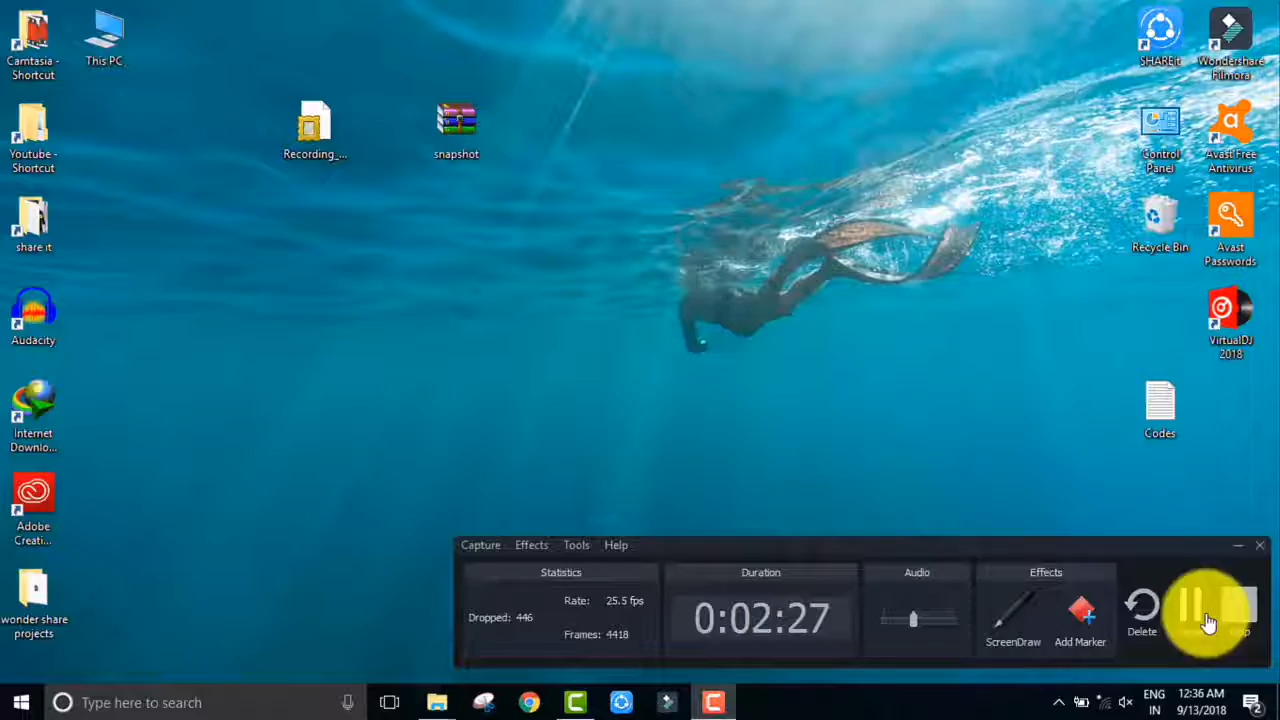 Camtasia -
Shortcut
This PC
Youtube -
Shortcut
share it
Audacity
Internet
Downlo...
Adobe
Creati...
wonder share
projects
Recording_...
snapshot
SHAREit
Wondershare
Filmora
Control
Panel
Avast Free
Antivirus
Recycle Bin
Avast
Passwords
VirtualDJ
2018
Codes
Capture Effects Tools Help
Statistics
Rate: 25.5 fps
Dropped: 446
Frames: 4418
Duration
0:02:27
Audio
Effects
ScreenDraw
Add Marker
Delete
Type here to search
ENG
IN
12:36 AM
9/13/2018
2